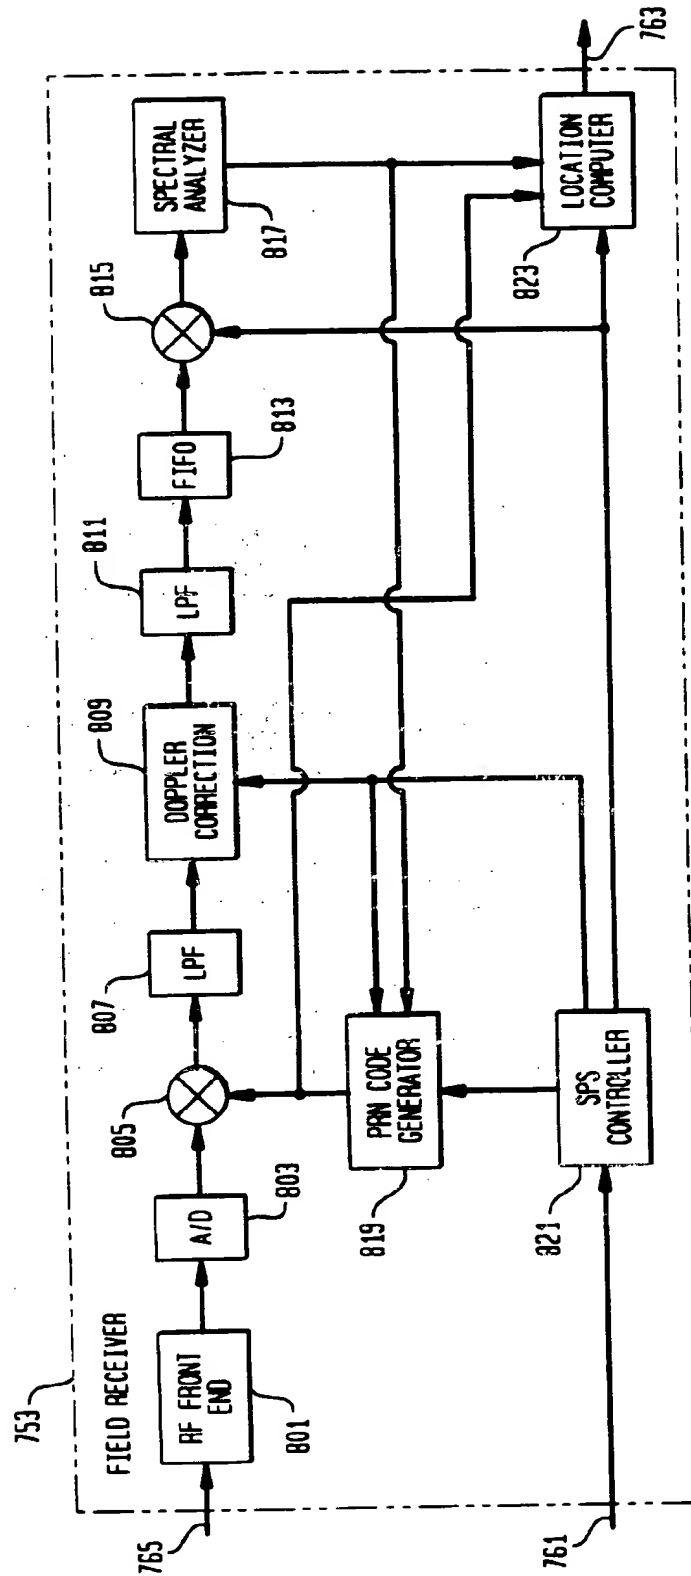 753
FIELD RECEIVER
765
RF FRONT
END
801
A/D
803
805
LPF
807
DOPPLER
CORRECTION
809
LPF
811
FIFO
813
815
SPECTRAL
ANALYZER
817
PRN CODE
GENERATOR
819
761
SPS
CONTROLLER
821
LOCATION
COMPUTER
823
763